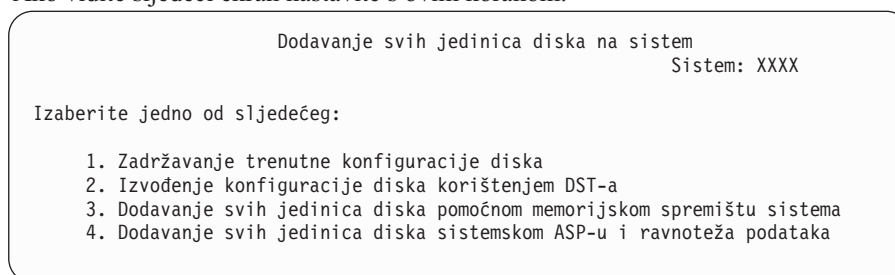 Dodavanje svih jedinica diska na sistem
Sistem: XXXX
Izaberite jedno od sljedećeg:
1. Zadržavanje trenutne konfiguracije diska
2. Izvođenje konfiguracije diska korištenjem DST-a
3. Dodavanje svih jedinica diska pomoćnom memorijskom spremištu sistema
4. Dodavanje svih jedinica diska sistemskom ASP-u i ravnoteža podataka